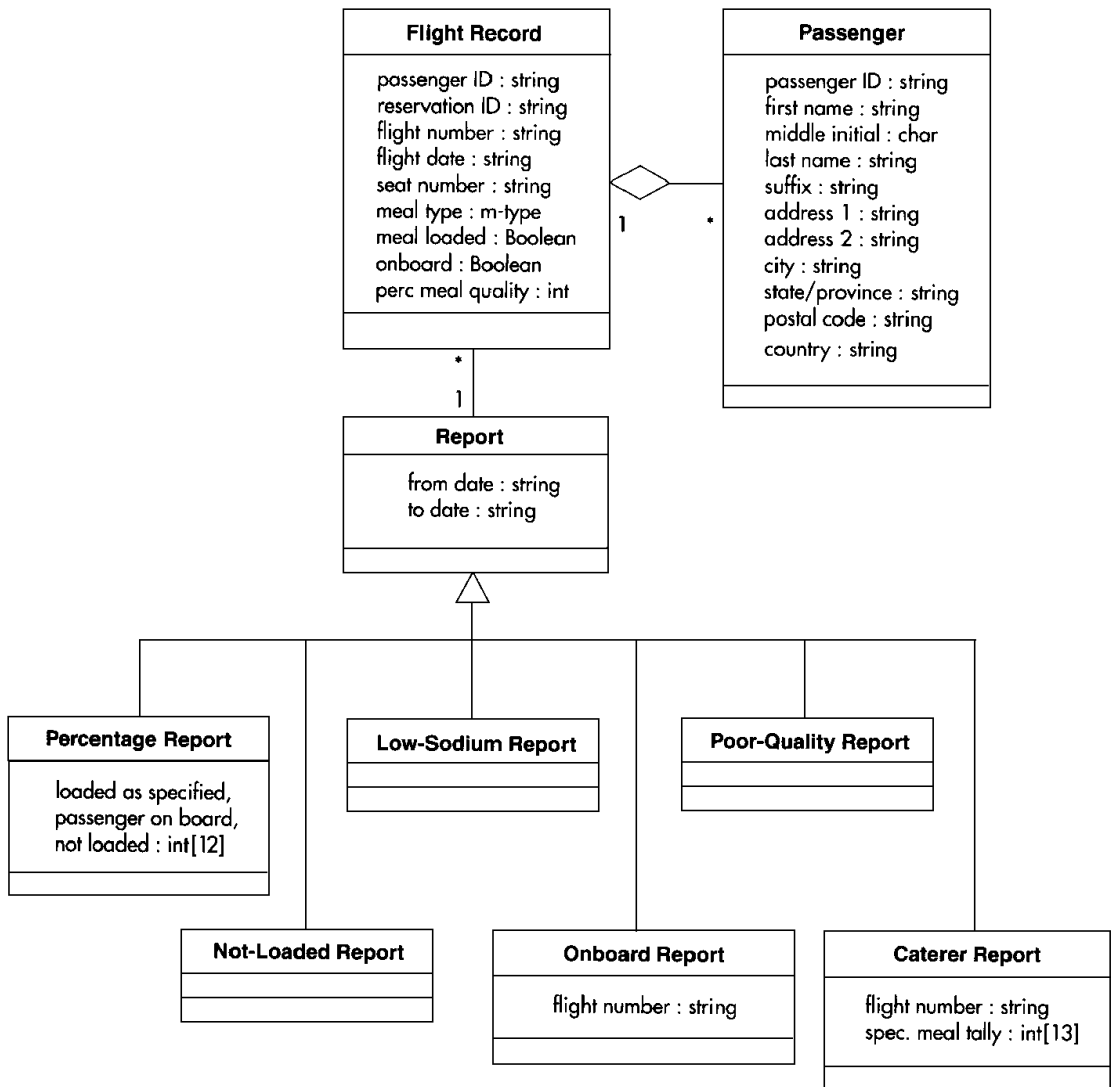 Flight Record
passenger ID : string
reservation ID : string
flight number : string
flight date : string
seat number : string
meal type : m-type
meal loaded : Boolean
onboard : Boolean
perc meal quality : int
Passenger
passenger ID : string
first name : string
middle initial : char
last name : string
suffix : string
address 1 : string
address 2 : string
city : string
state/province : string
postal code : string
country : string
1
*
*
1
Report
from date : string
to date : string
Percentage Report
loaded as specified,
passenger on board,
not loaded : int[12]
Low-Sodium Report
Poor-Quality Report
Not-Loaded Report
Onboard Report
flight number : string
Caterer Report
flight number : string
spec. meal tally : int[13]